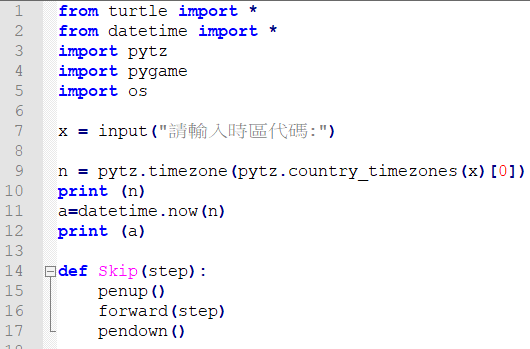 1 from turtle import *
2 from datetime import *
3 import pytz
4 import pygame
5 import os
6
7 x = input("請輸入時區代碼:")
8
9 n = pytz.timezone(pytz.country_timezones(x)[0])
10 print (n)
11 a=datetime.now(n)
12 print (a)
13
14 def Skip(step):
15     penup()
16     forward(step)
17     pendown()